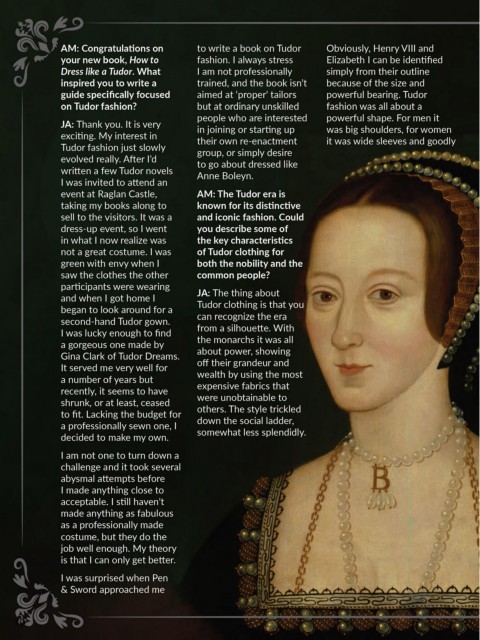 AM: Congratulations on
your new book, How to
Dress like a Tudor. What
inspired you to write a
guide specifically focused
on Tudor fashion?
JA: Thank you. It is very
exciting. My interest in
Tudor fashion just slowly
evolved really. After I'd
written a few Tudor novels
I was invited to attend an
event at Raglan Castle,
taking my books along to
sell to the visitors. It was a
dress-up event, so I went
in what I now realize was
not a great costume. I was
green with envy when I
saw the clothes the other
participants were wearing
and when I got home I
began to look around for a
second-hand Tudor gown.
I was lucky enough to find
a gorgeous one made by
Gina Clark of Tudor Dreams.
It served me very well for
a number of years but
recently, it seems to have
shrunk, or at least, ceased
to fit. Lacking the budget for
a professionally sewn one, I
decided to make my own.
I am not one to turn down a
challenge and it took several
abysmal attempts before
I made anything close to
acceptable. I still haven't
made anything as fabulous
as a professionally made
costume, but they do the
job well enough. My theory
is that I can only get better.
I was surprised when Pen
& Sword approached me
to write a book on Tudor
fashion. I always stress
I am not professionally
trained, and the book isn't
aimed at 'proper' tailors
but at ordinary unskilled
people who are interested
in joining or starting up
their own re-enactment
group, or simply desire
to go about dressed like
Anne Boleyn.
AM: The Tudor era is
known for its distinctive
and iconic fashion. Could
you describe some of
the key characteristics
of Tudor clothing for
both the nobility and the
common people?
JA: The thing about
Tudor clothing is that you
can recognize the era
from a silhouette. With
the monarchs it was all
about power, showing
off their grandeur and
wealth by using the most
expensive fabrics that
were unobtainable to
others. The style trickled
down the social ladder,
somewhat less splendidly.
Obviously, Henry VIII and
Elizabeth I can be identified
simply from their outline
because of the size and
powerful bearing. Tudor
fashion was all about a
powerful shape. For men it
was big shoulders, for women
it was wide sleeves and goodly
B